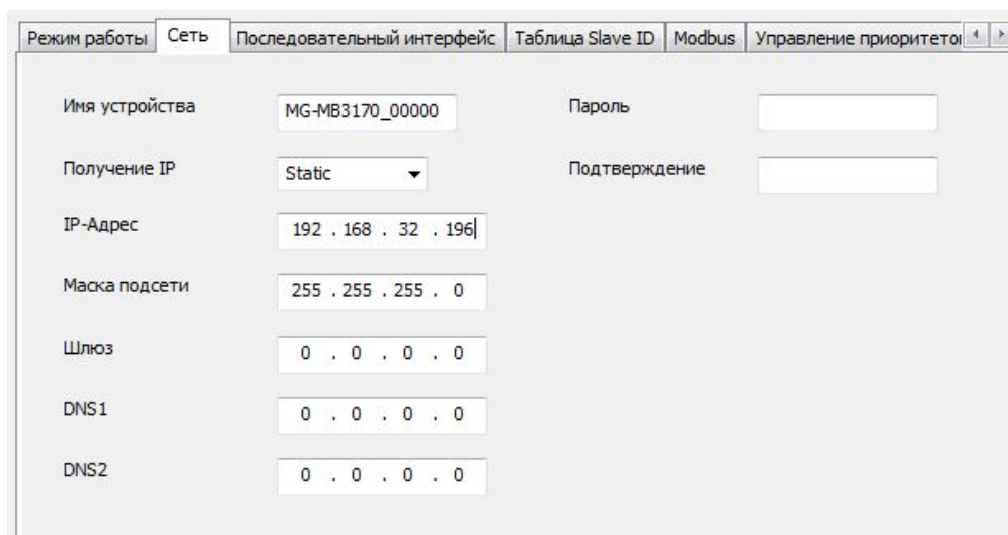 Режим работы Сеть Последовательный интерфейс Таблица Slave ID Modbus Управление приоритето
Имя устройства MG-MB3170_00000 Пароль
Получение IP Static Подтверждение
IP-Адрес 192 . 168 . 32 . 196
Маска подсети 255 . 255 . 255 . 0
Шлюз 0 . 0 . 0 . 0
DNS1 0 . 0 . 0 . 0
DNS2 0 . 0 . 0 . 0